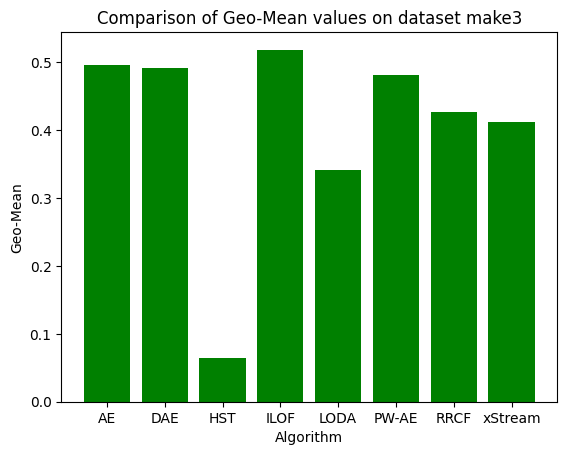 Comparison of Geo-Mean values on dataset make3
Geo-Mean
0.5
0.4
0.3
0.2
0.1
0.0
AE DAE HST ILOF LODA PW-AE RRCF xStream
Algorithm